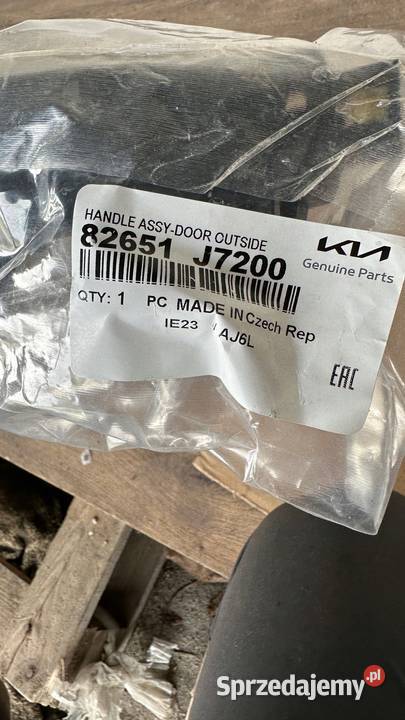 HANDLE ASSY-DOOR OUTSIDE
82651 J7200
KIA
Genuine Parts
QTY: 1 PC MADE IN Czech Rep
IE23 / AJ6L
EAC
Sprzedajemy.pl